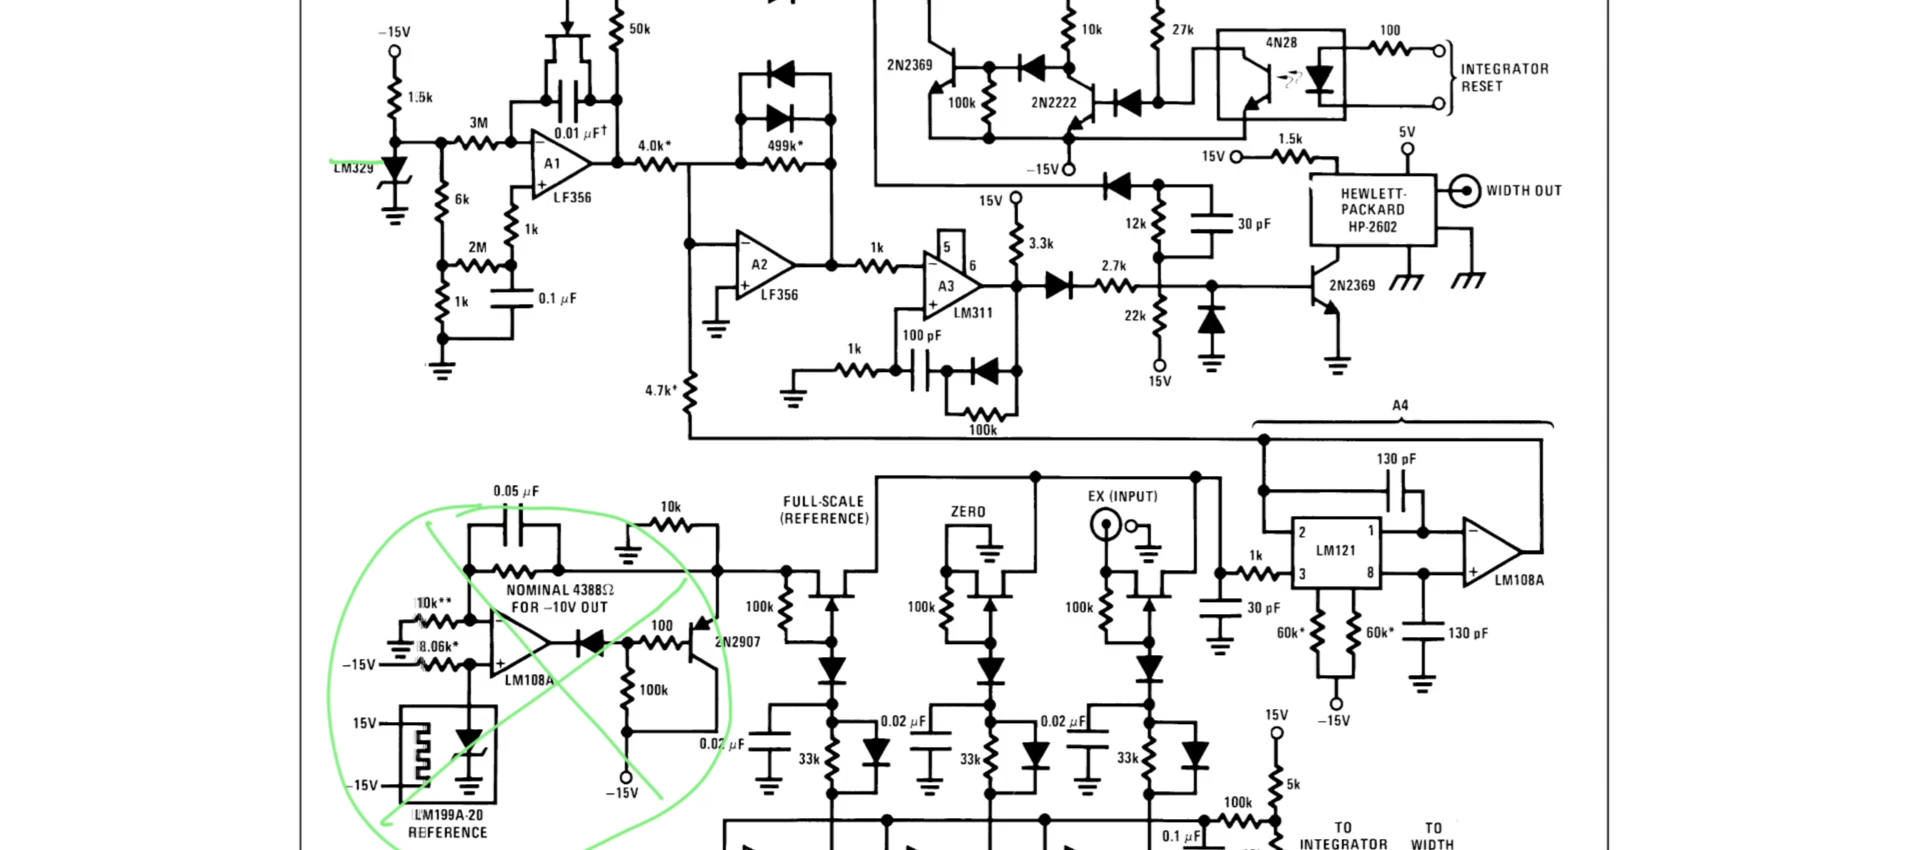 -15V
50k
10k
27k
4N28
100
2N2369
INTEGRATOR
RESET
1.5k
100k
2N2222
3M
0.01 μF†
4.0k*
499k*
-15V
15V
1.5k
5V
A1
LM329
LF356
6k
1k
15V
12k
30 pF
HEWLETT-
PACKARD
HP-2602
WIDTH OUT
2M
A2
LF356
1k
5
6
3.3k
2.7k
2N2369
1k
0.1 μF
A3
LM311
100 pF
22k
1k
15V
4.7k*
100k
A4
130 pF
0.05 μF
10k
FULL-SCALE
(REFERENCE)
ZERO
EX (INPUT)
2
1
LM121
3
8
1k
LM108A
NOMINAL 4388Ω
FOR -10V OUT
10k**
8.06k*
-15V
LM108A
100
2N2907
100k
100k
100k
100k
30 pF
60k*
60k*
130 pF
-15V
15V
-15V
LM199A-20
REFERENCE
-15V
0.02 μF
33k
0.02 μF
33k
0.02 μF
33k
15V
5k
100k
0.1 μF
TO
INTEGRATOR
TO
WIDTH